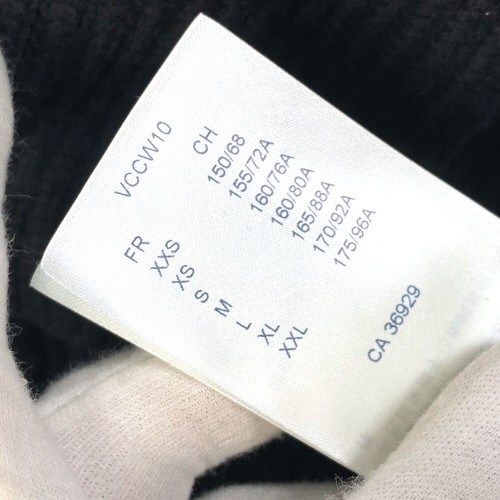 VCCW10
FR CH
XXS 150/68
XS 155/72A
S 160/76A
M 160/80A
L 165/88A
XL 170/92A
XXL 175/96A
CA 36929